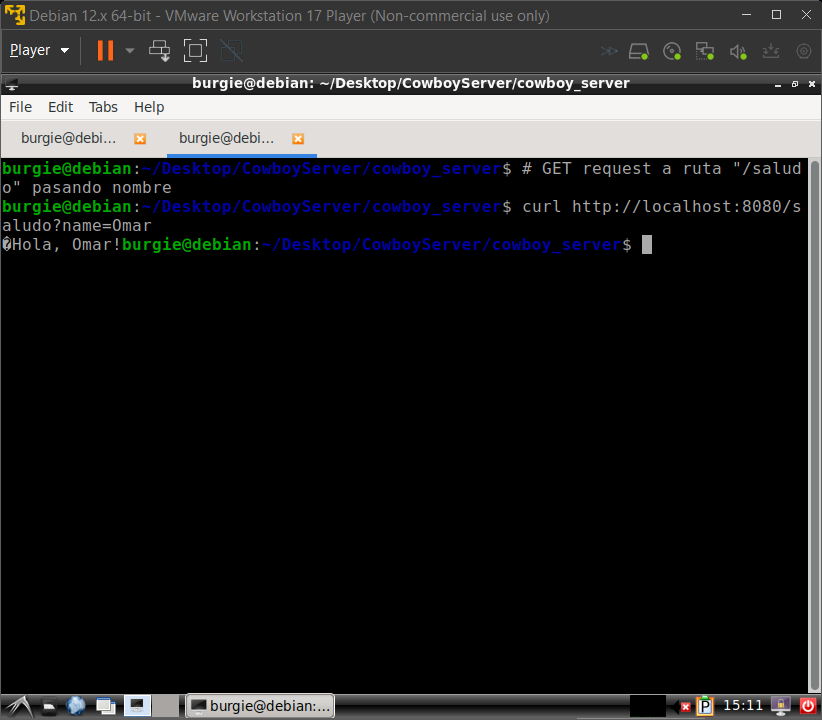 Debian 12.x 64-bit - VMware Workstation 17 Player (Non-commercial use only)
Player
burgie@debian: ~/Desktop/CowboyServer/cowboy_server
File Edit Tabs Help
burgie@debi... burgie@debi...
burgie@debian:~/Desktop/CowboyServer/cowboy_server$ # GET request a ruta "/salud
o" pasando nombre
burgie@debian:~/Desktop/CowboyServer/cowboy_server$ curl http://localhost:8080/s
aludo?name=Omar
�Hola, Omar!burgie@debian:~/Desktop/CowboyServer/cowboy_server$
burgie@debian:... P 15:11